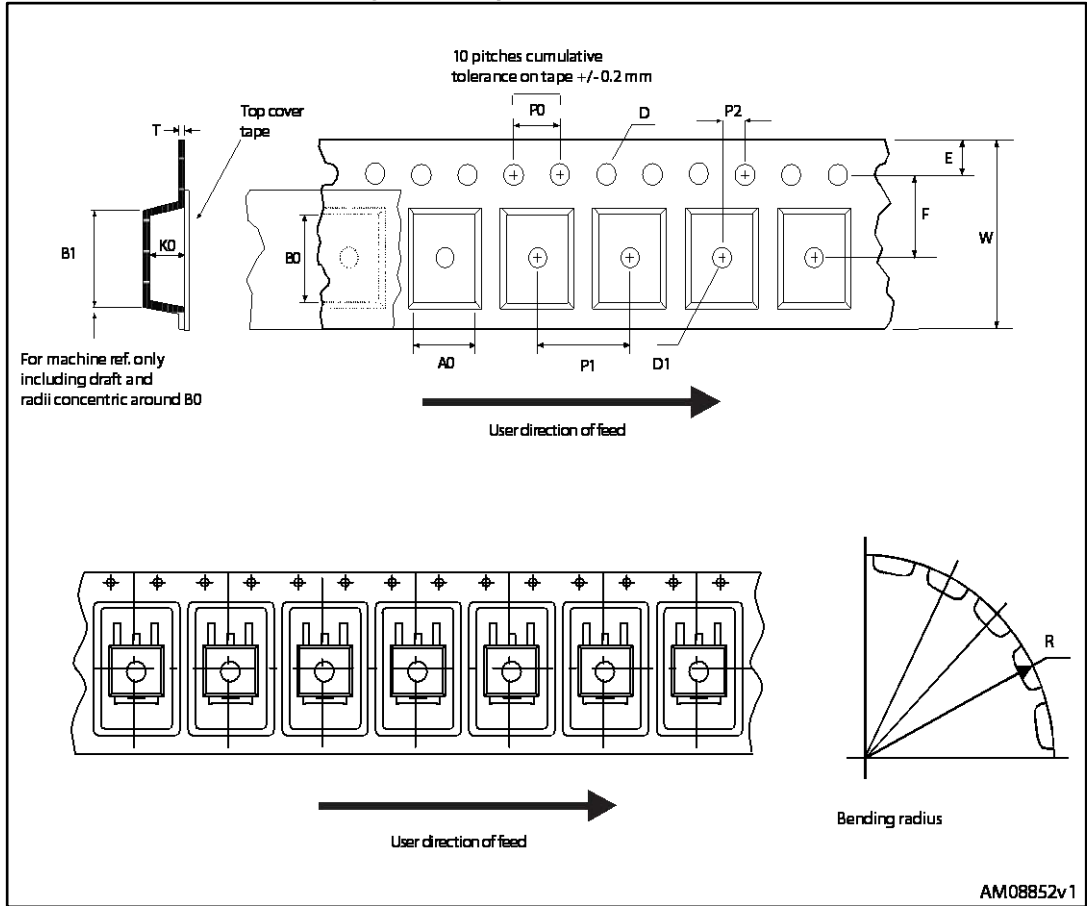 10 pitches cumulative
tolerance on tape +/- 0.2 mm
P0
D
P2
T
Top cover
tape
E
F
W
B1
K0
B0
For machine ref. only
including draft and
radii concentric around B0
A0
P1
D1
User direction of feed
R
Bending radius
User direction of feed
AM08852v1